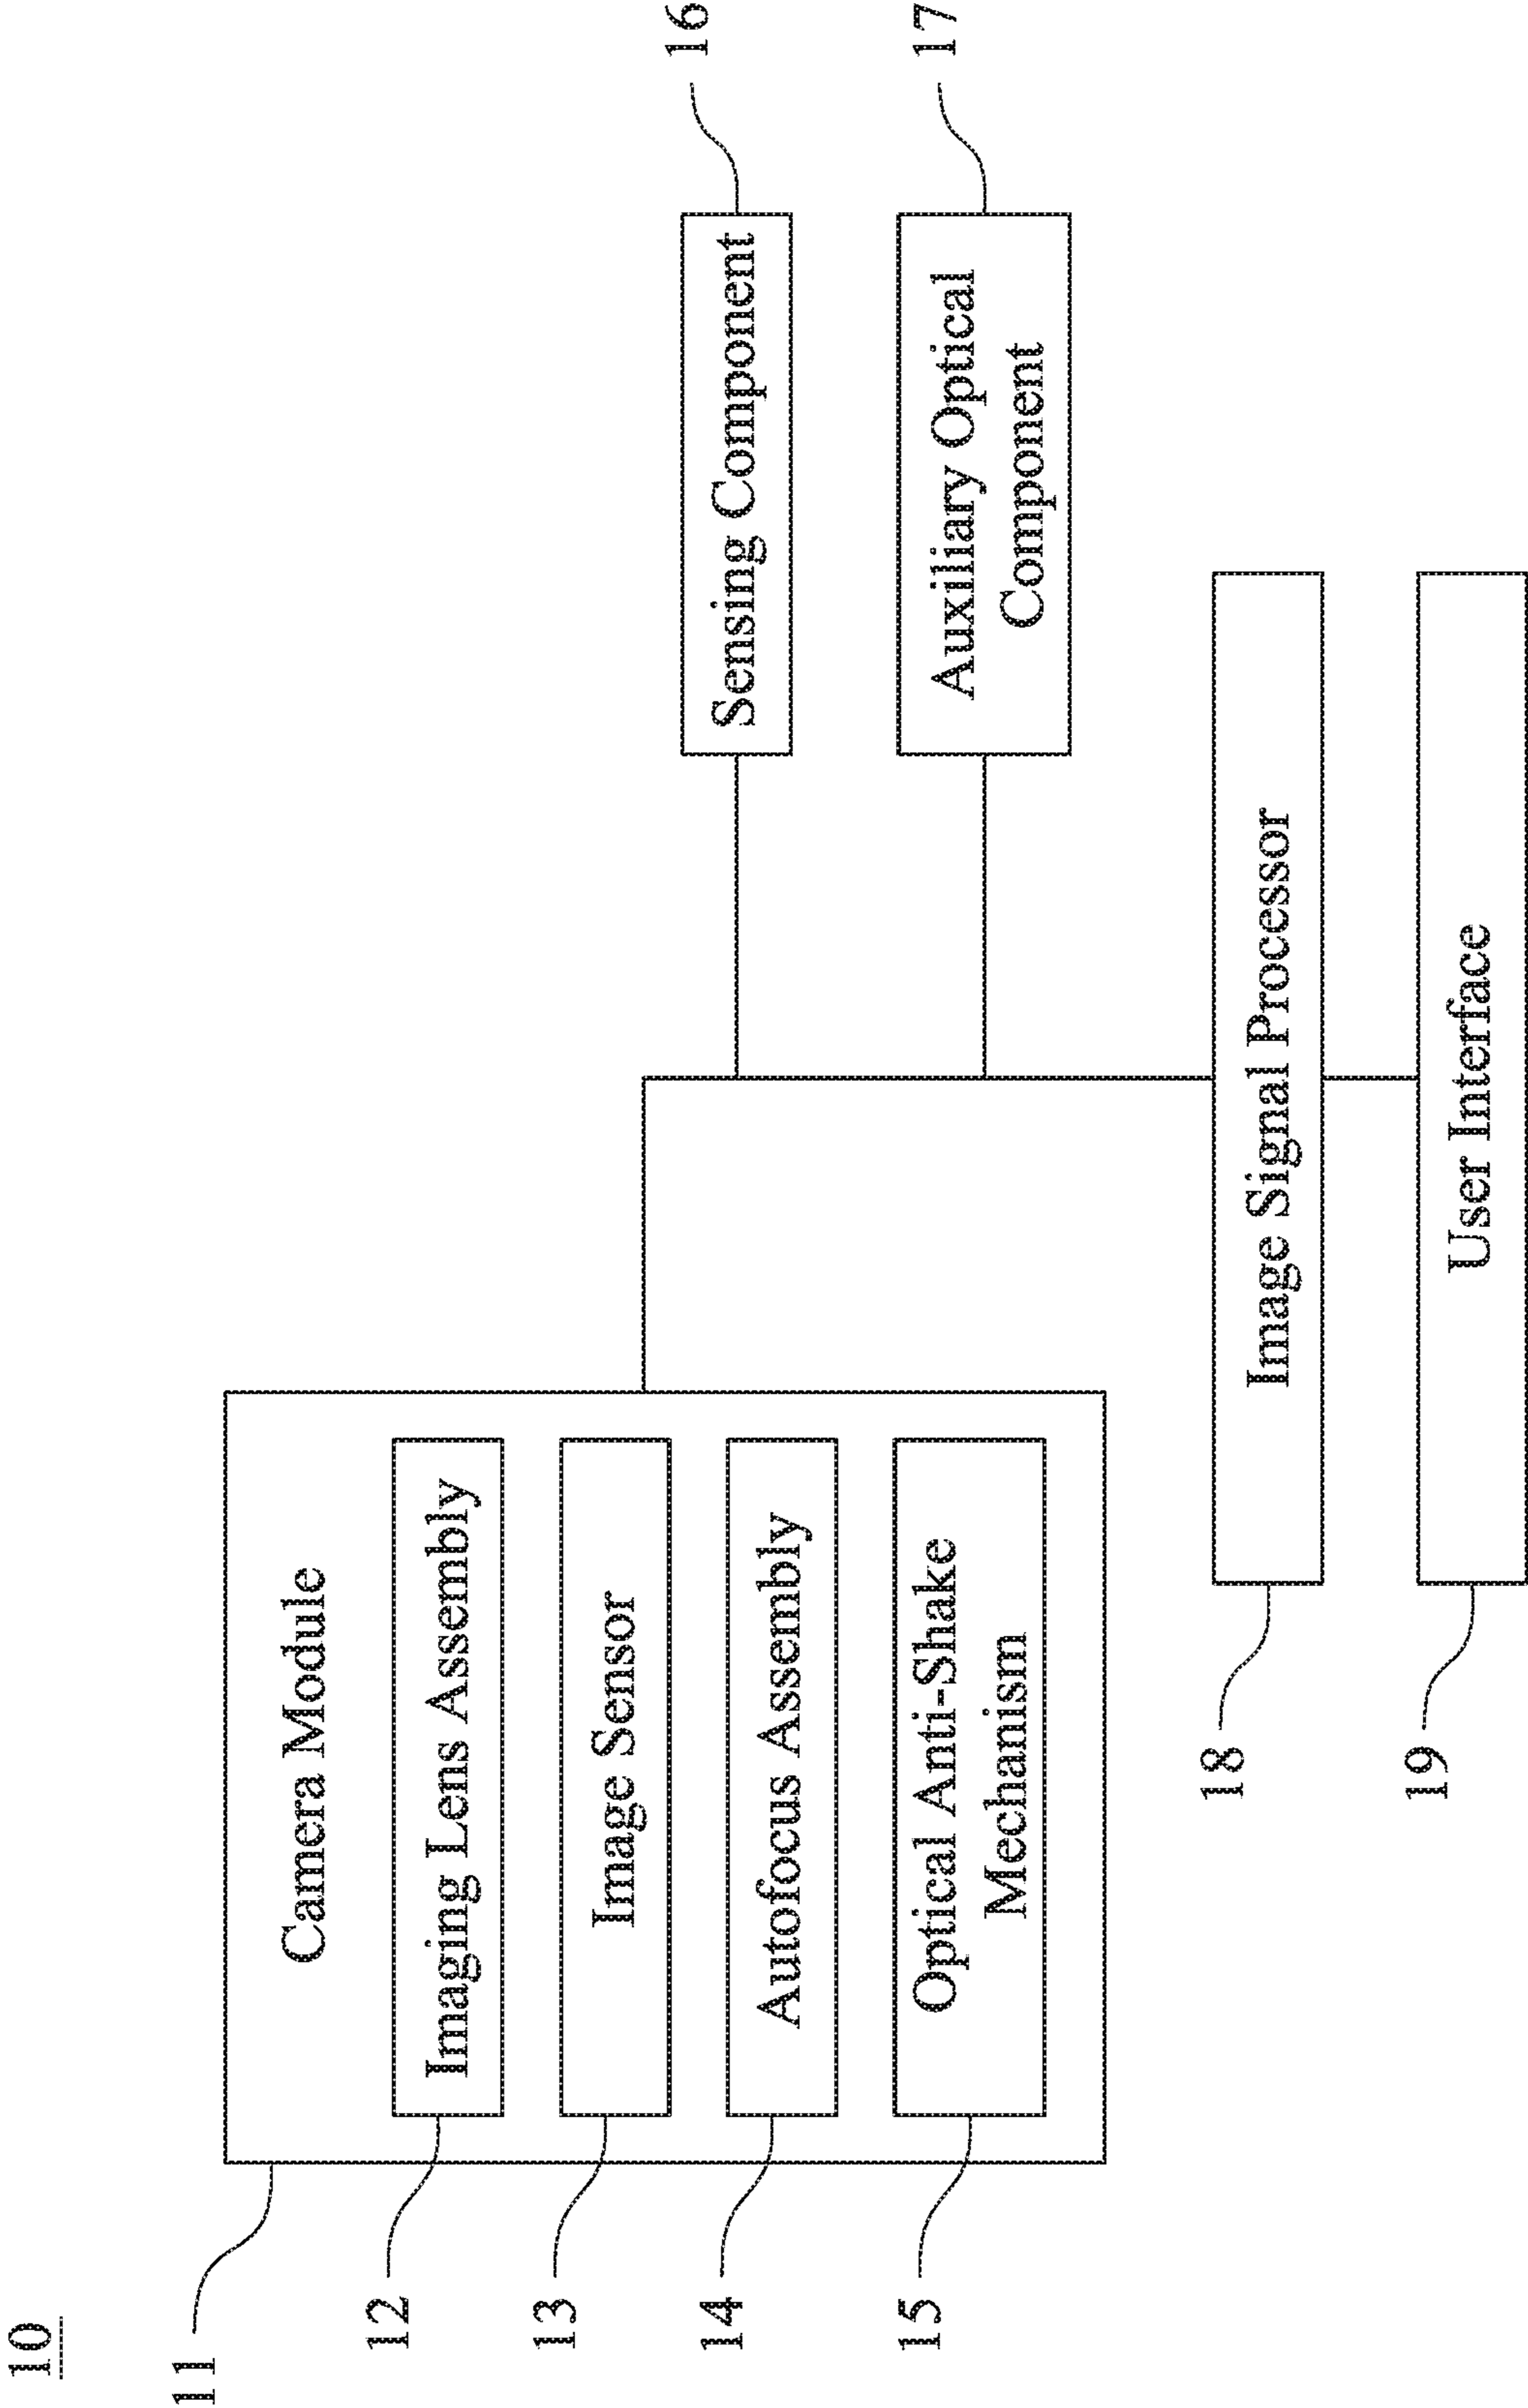 10
11
Camera Module
12
Imaging Lens Assembly
13
Image Sensor
14
Autofocus Assembly
15
Optical Anti-Shake
Mechanism
16
Sensing Component
17
Auxiliary Optical
Component
18
Image Signal Processor
19
User Interface